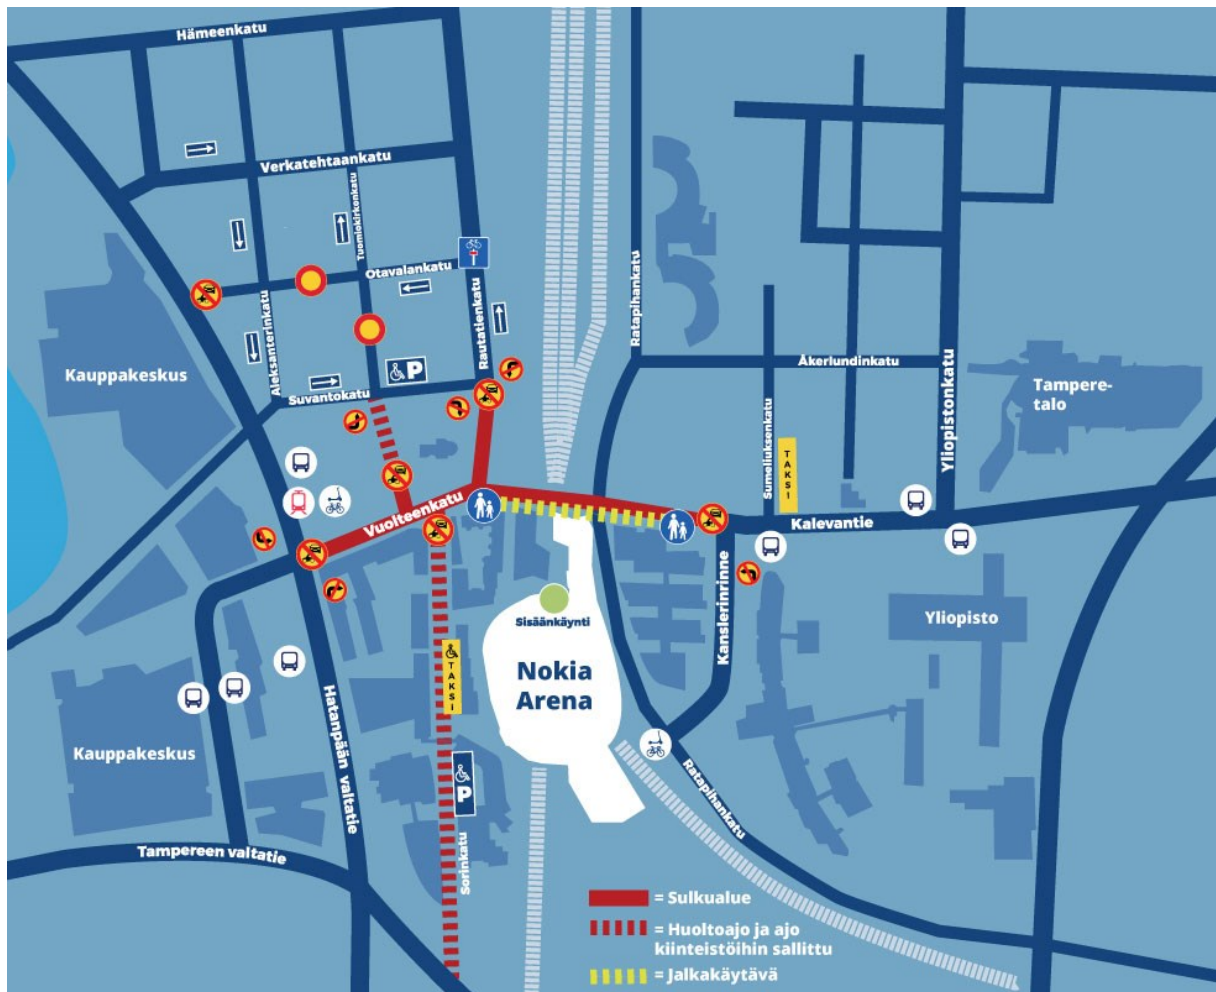 Hämeenkatu
Verkatehtaankatu
Tuomiokirkonkatu
Otavalankatu
Aleksanterinkatu
Rautatienkatu
Ratapihankatu
Kauppakeskus
P
Suvantokatu
Åkerlundinkatu
Yliopistonkatu
Tampere-
talo
Sumeliuksenkatu
TAKSI
Vuolteenkatu
Kalevantie
Kanslerinrinne
Sisäänkäynti
Yliopisto
TAKSI
Nokia
Arena
Hatanpään valtatie
Kauppakeskus
P
Ratapihankatu
Tampereen valtatie
Sorinkatu
= Sulkualue
= Huoltoajo ja ajo
kiinteistöihin sallittu
= Jalkakäytävä